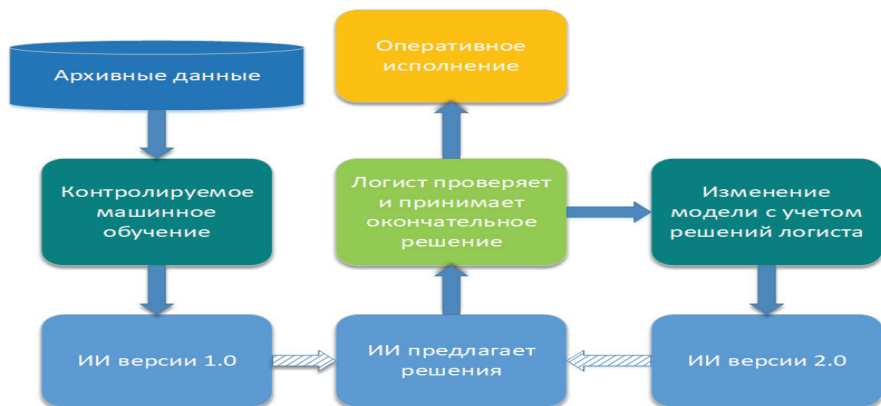 Архивные данные
Оперативное
исполнение
Контролируемое
машинное
обучение
Логист проверяет
и принимает
окончательное
решение
Изменение
модели с учетом
решений логиста
ИИ версии 1.0
ИИ предлагает
решения
ИИ версии 2.0